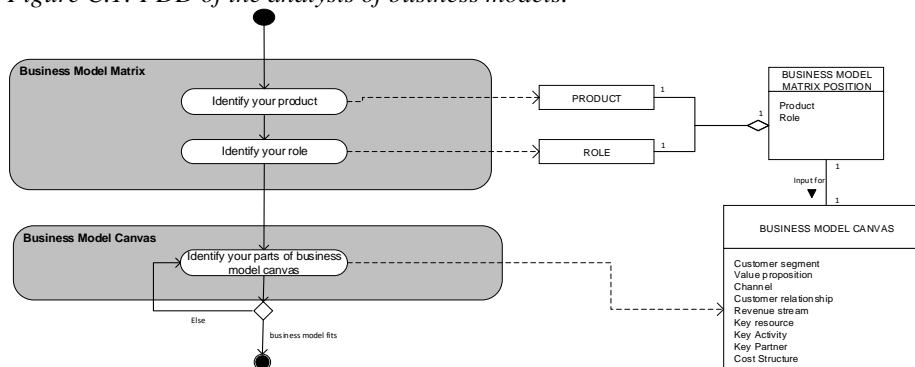 Figure C.1: PDD of the analysis of business models.
Business Model Matrix
Identify your product
Identify your role
PRODUCT
1
ROLE
1
1
BUSINESS MODEL
MATRIX POSITION
Product
Role
1
Input for
1
Business Model Canvas
Identify your parts of business
model canvas
Else
business model fits
BUSINESS MODEL CANVAS
Customer segment
Value proposition
Channel
Customer relationship
Revenue stream
Key resource
Key Activity
Key Partner
Cost Structure